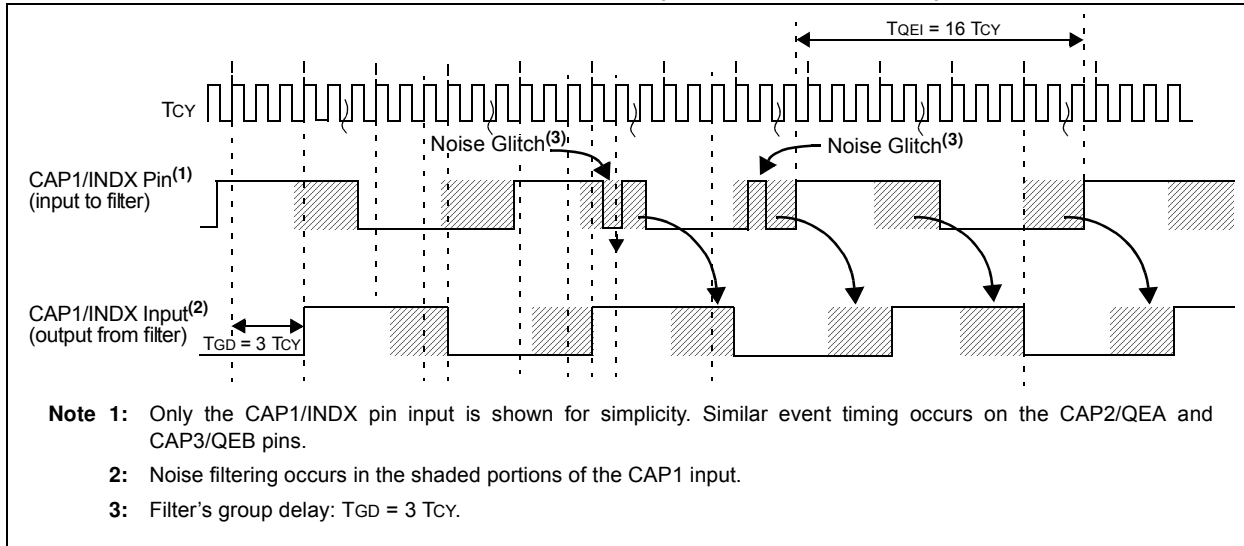 TQEI = 16 TCY
TCY
Noise Glitch(3)
Noise Glitch(3)
CAP1/INDX Pin(1)
(input to filter)
CAP1/INDX Input(2)
(output from filter)
TGD = 3 TCY
Note 1: Only the CAP1/INDX pin input is shown for simplicity. Similar event timing occurs on the CAP2/QEA and
CAP3/QEB pins.
2: Noise filtering occurs in the shaded portions of the CAP1 input.
3: Filter's group delay: TGD = 3 TCY.